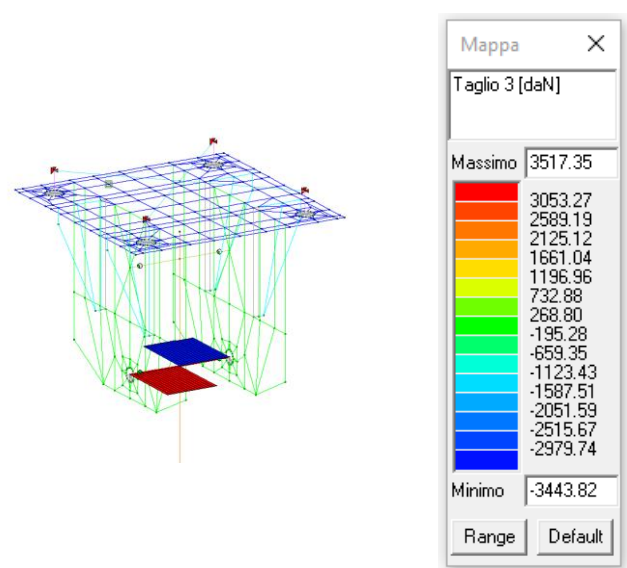 Mappa
Taglio 3 [daN]
Massimo 3517.35
3053.27
2589.19
2125.12
1661.04
1196.96
732.88
268.80
-195.28
-659.35
-1123.43
-1587.51
-2051.59
-2515.67
-2979.74
Minimo -3443.82
Range Default